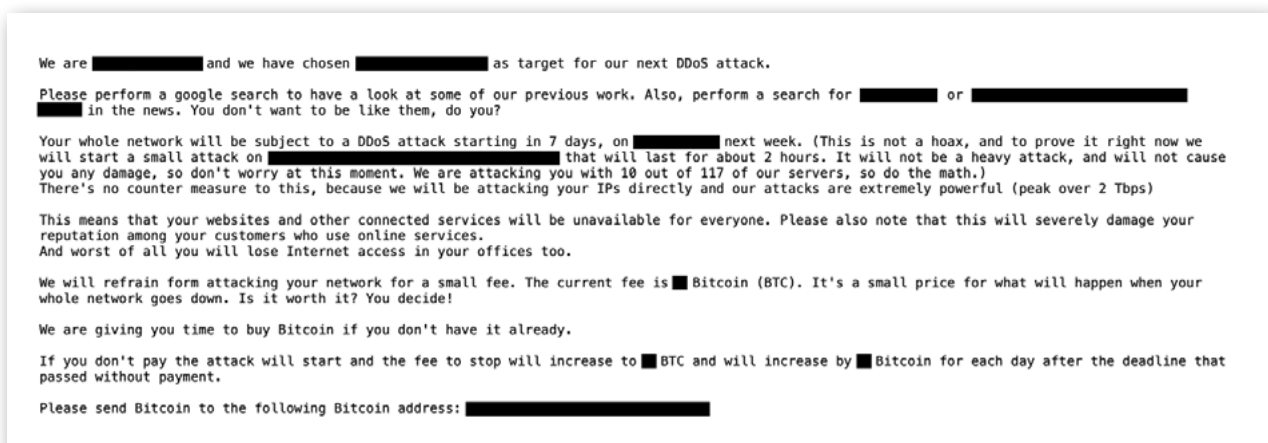 We are and we have chosen as target for our next DDoS attack.
Please perform a google search to have a look at some of our previous work. Also, perform a search for or
in the news. You don't want to be like them, do you?
Your whole network will be subject to a DDoS attack starting in 7 days, on next week. (This is not a hoax, and to prove it right now we
will start a small attack on that will last for about 2 hours. It will not be a heavy attack, and will not cause
you any damage, so don't worry at this moment. We are attacking you with 10 out of 117 of our servers, so do the math.)
There's no counter measure to this, because we will be attacking your IPs directly and our attacks are extremely powerful (peak over 2 Tbps)
This means that your websites and other connected services will be unavailable for everyone. Please also note that this will severely damage your
reputation among your customers who use online services.
And worst of all you will lose Internet access in your offices too.
We will refrain form attacking your network for a small fee. The current fee is Bitcoin (BTC). It's a small price for what will happen when your
whole network goes down. Is it worth it? You decide!
We are giving you time to buy Bitcoin if you don't have it already.
If you don't pay the attack will start and the fee to stop will increase to BTC and will increase by Bitcoin for each day after the deadline that
passed without payment.
Please send Bitcoin to the following Bitcoin address: